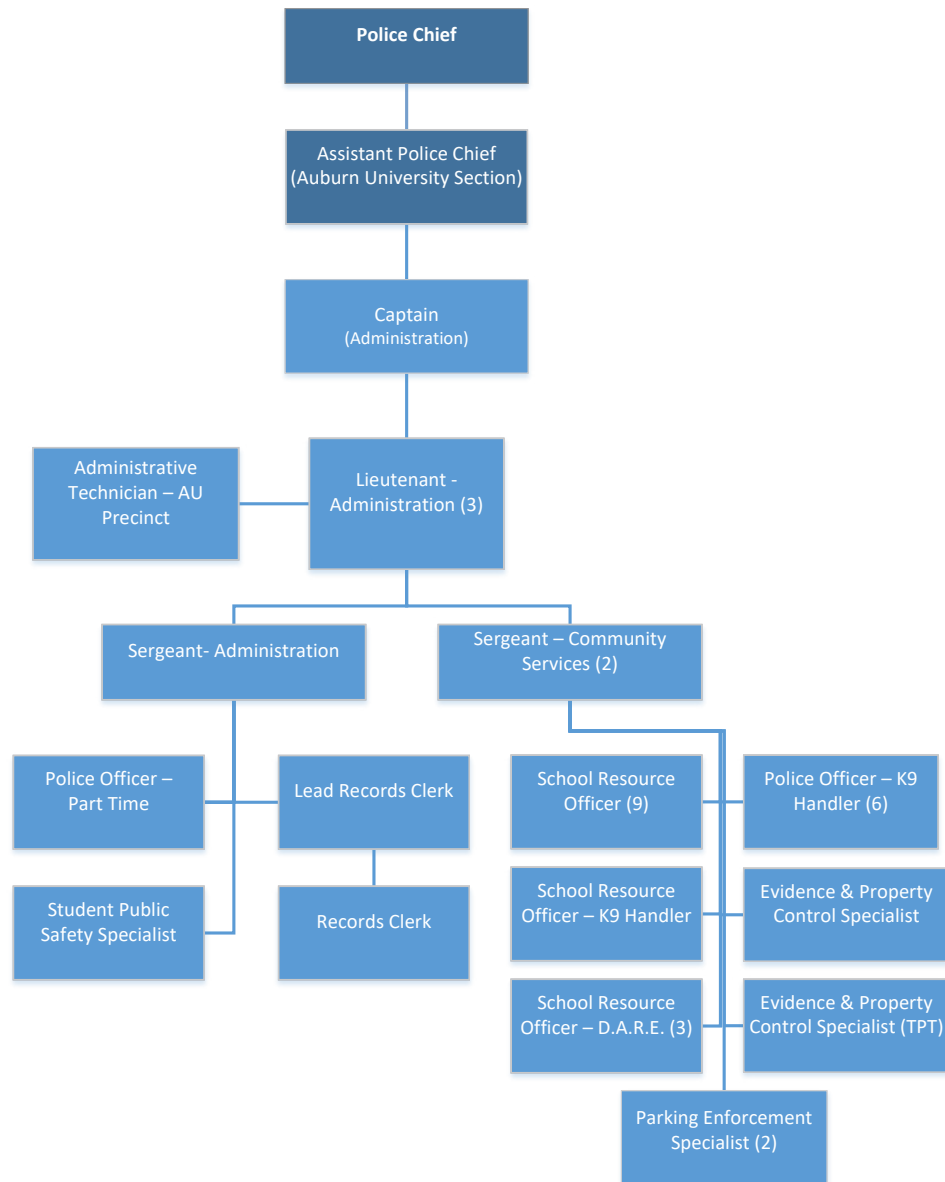 Police Chief
Assistant Police Chief
(Auburn University Section)
Captain
(Administration)
Administrative
Technician – AU
Precinct
Lieutenant -
Administration (3)
Sergeant- Administration
Sergeant – Community
Services (2)
Police Officer –
Part Time
Lead Records Clerk
Student Public
Safety Specialist
Records Clerk
School Resource
Officer (9)
Police Officer – K9
Handler (6)
School Resource
Officer – K9 Handler
Evidence & Property
Control Specialist
School Resource
Officer – D.A.R.E. (3)
Evidence & Property
Control Specialist (TPT)
Parking Enforcement
Specialist (2)